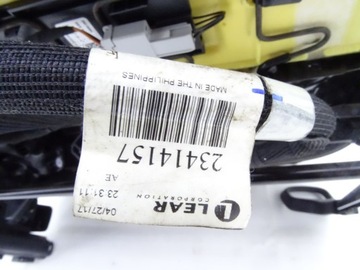 LEAR
CORPORATION
04/27/17
23:31:11
23414157
AE
MADE IN THE PHILIPPINES